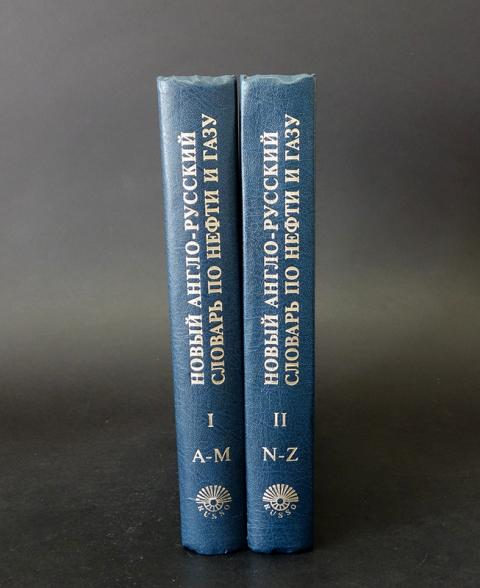 НОВЫЙ АНГЛО-РУССКИЙ
СЛОВАРЬ ПО НЕФТИ И ГАЗУ
I
A-M
RUSSO
НОВЫЙ АНГЛО-РУССКИЙ
СЛОВАРЬ ПО НЕФТИ И ГАЗУ
II
N-Z
RUSSO